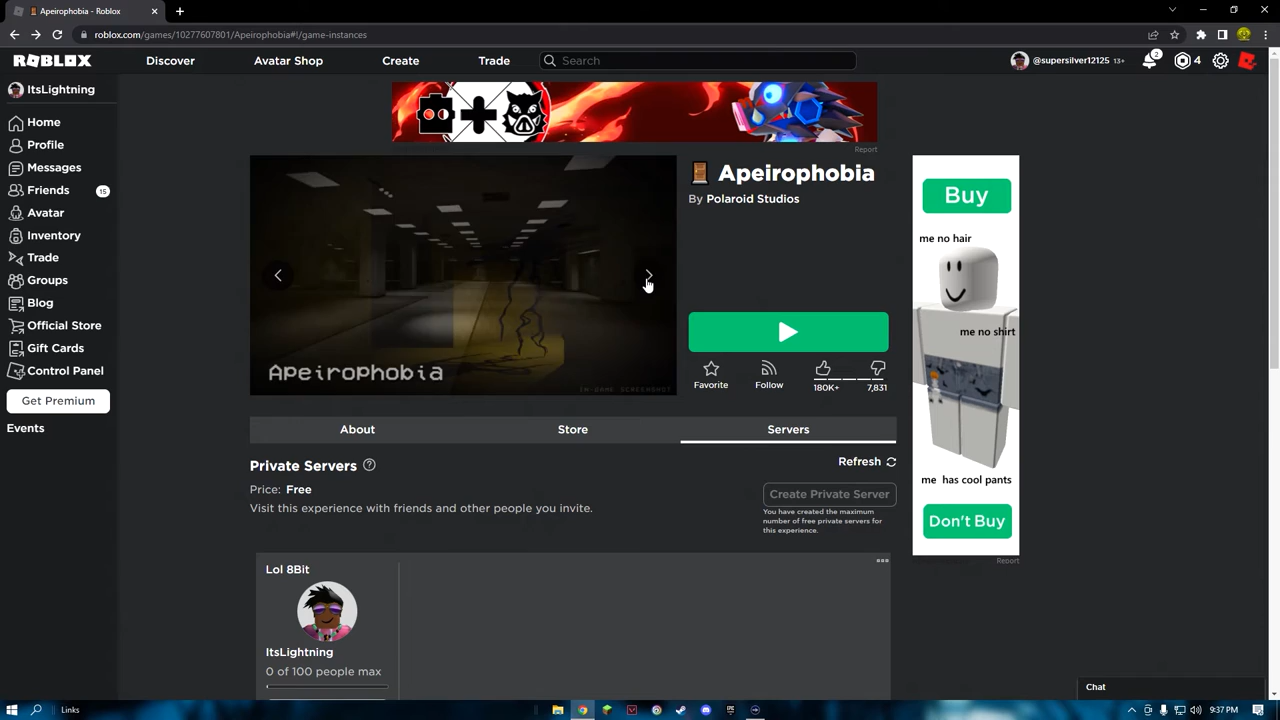 Apeirophobia - Roblox
roblox.com/games/10277607801/Apeirophobia#!/game-instances
ROBLOX
Discover
Avatar Shop
Create
Trade
Search
@supersilver12125 13+
2
4
ItsLightning
Home
Profile
Messages
Friends
15
Avatar
Inventory
Trade
Groups
Blog
Official Store
Gift Cards
Control Panel
Get Premium
Events
Report
Apeirophobia
IN-GAME SCREENSHOT
Apeirophobia
By Polaroid Studios
Favorite
Follow
180K+
7,831
About
Store
Servers
Private Servers
Refresh
Price: Free
Visit this experience with friends and other people you invite.
Create Private Server
You have created the maximum
number of free private servers for
this experience.
Lol 8Bit
ItsLightning
0 of 100 people max
Buy
me no hair
me no shirt
me has cool pants
Don't Buy
Report
Chat
Links
9:37 PM